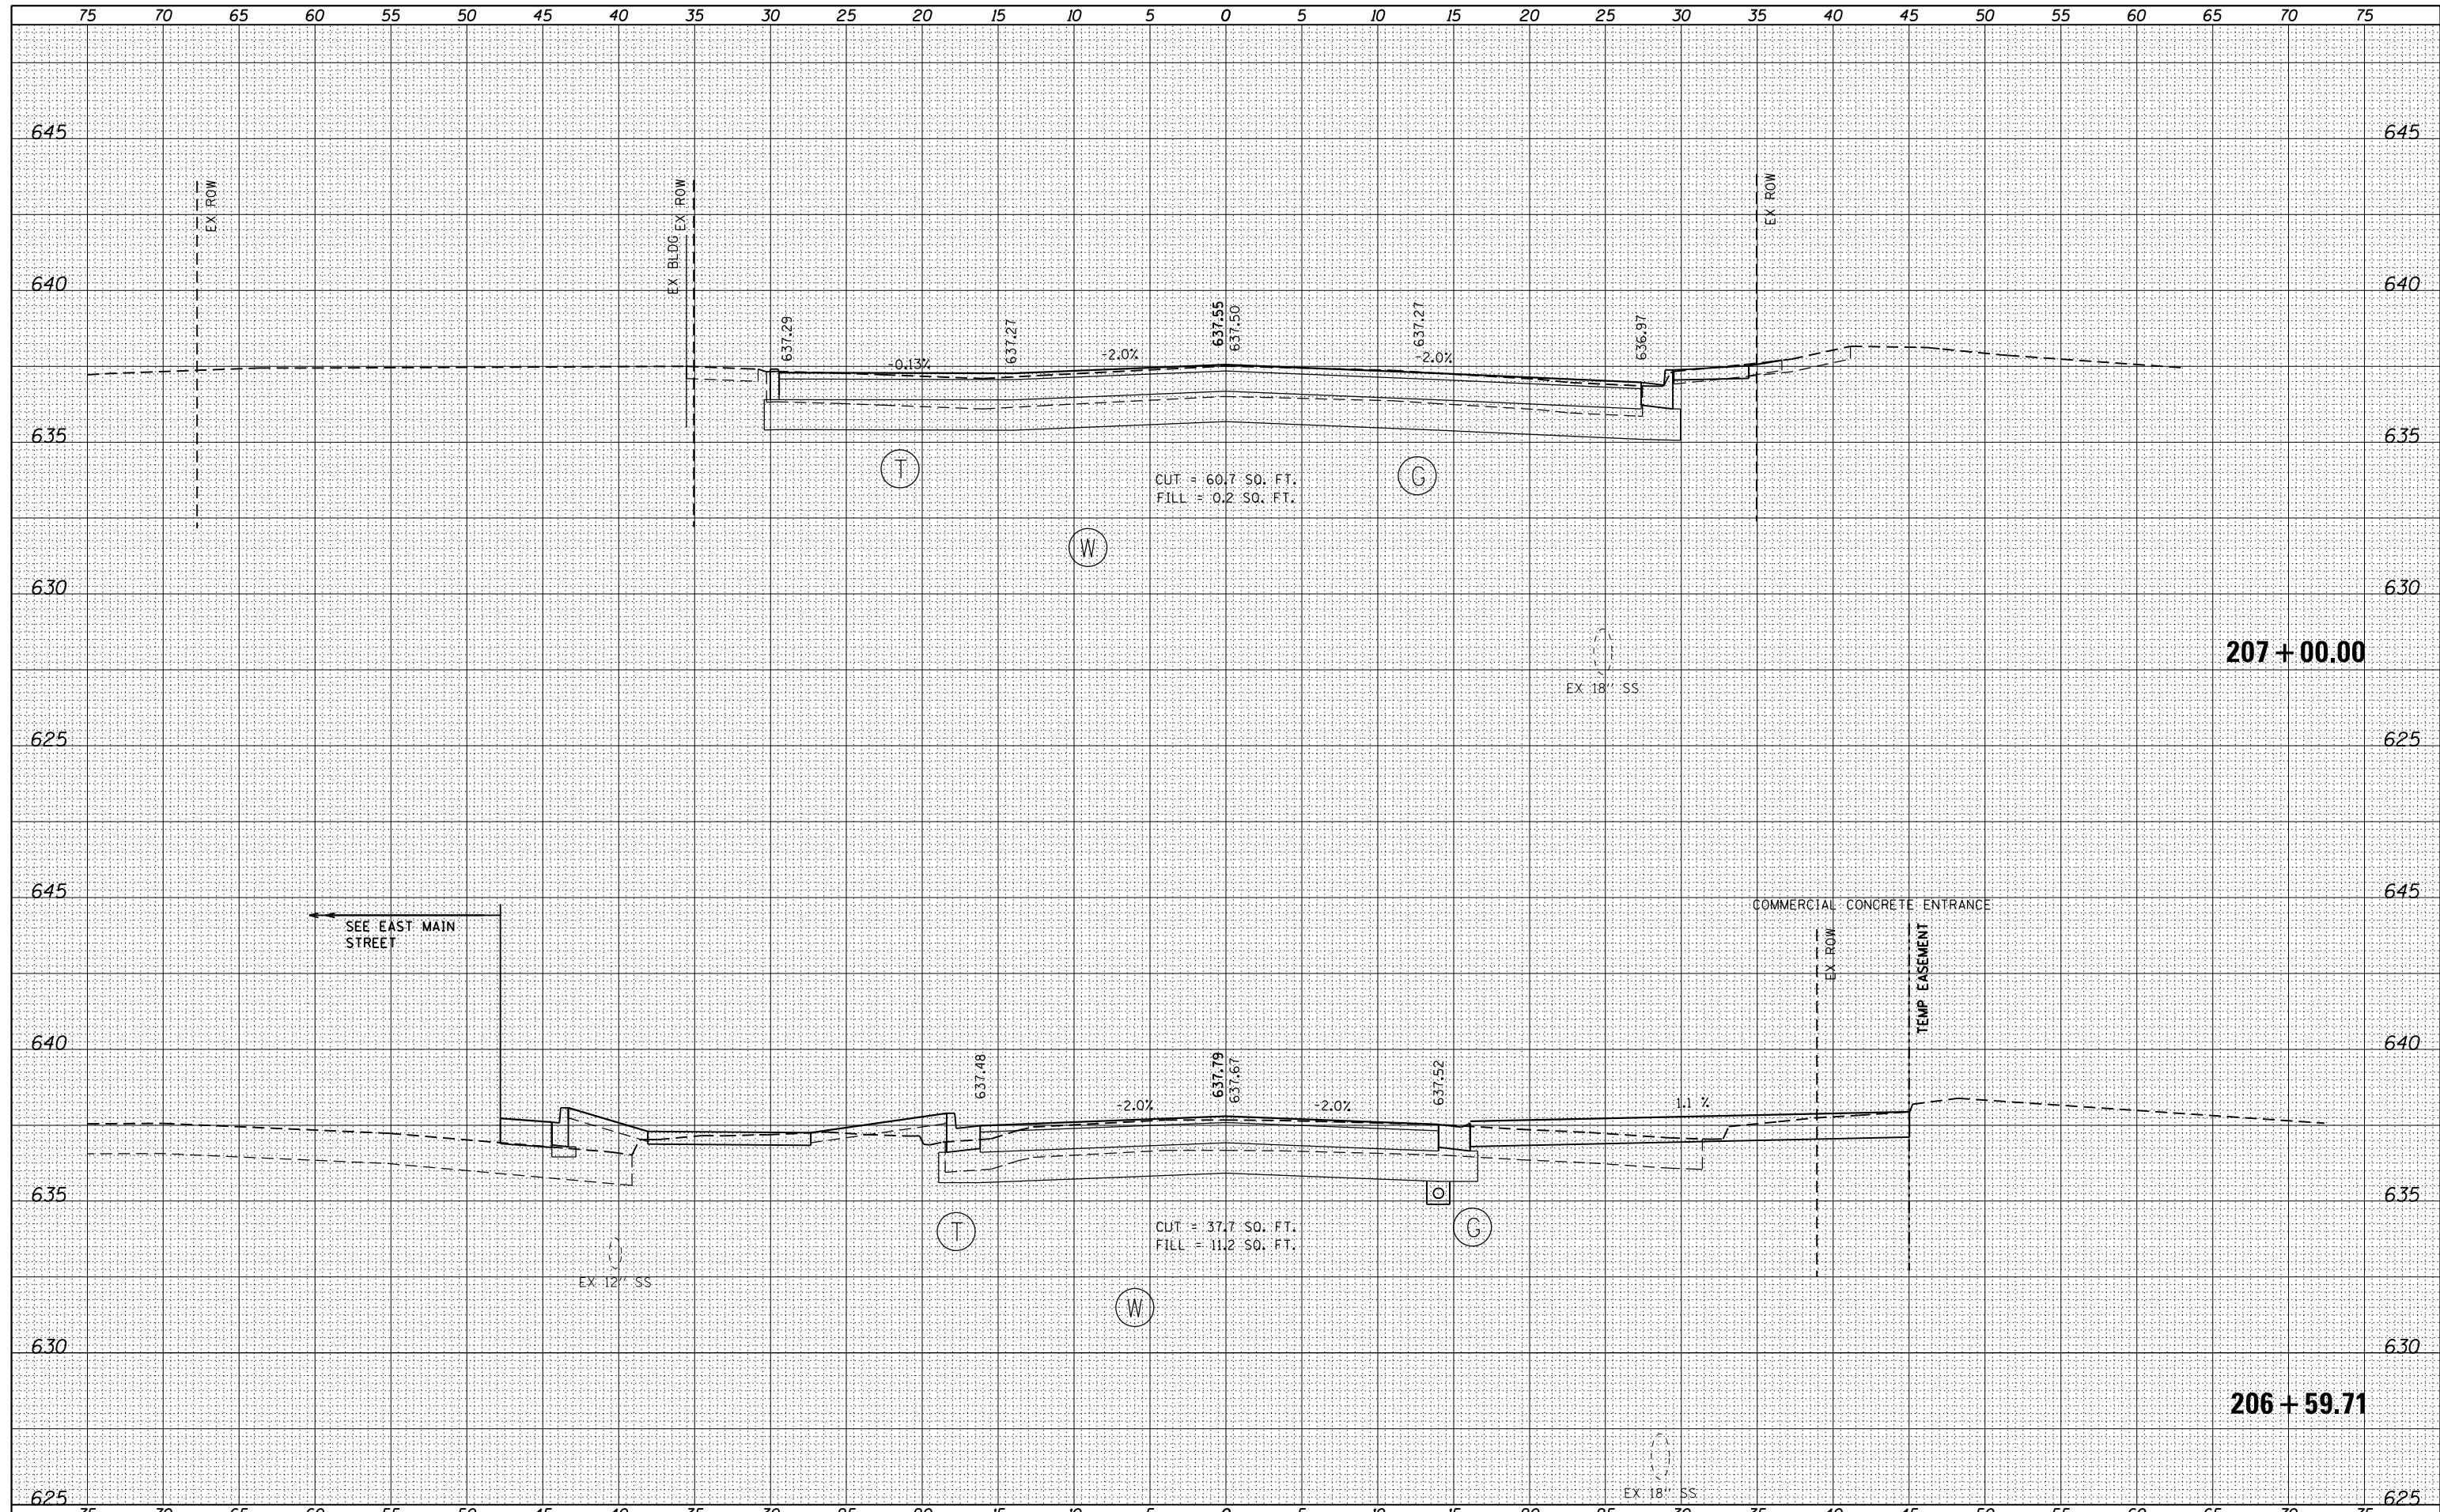 75 70 65 60 55 50 45 40 35 30 25 20 15 10 5 0 5 10 15 20 25 30 35 40 45 50 55 60 65 70 75
645 645
EX ROW
EX ROW
EX BLDG
EX ROW
640 640
637.29
637.27
637.55
637.50
637.27
636.97
-0.13%
-2.0%
-2.0%
635 635
T
G
CUT = 60.7 SQ. FT.
FILL = 0.2 SQ. FT.
W
630 630
207+00.00
EX 18" SS
625 625
645 645
COMMERCIAL CONCRETE ENTRANCE
SEE EAST MAIN
STREET
EX ROW
TEMP EASEMENT
640 640
637.48
637.79
637.67
637.52
-2.0%
-2.0%
1.1 %
635 635
T
G
CUT = 37.7 SQ. FT.
FILL = 11.2 SQ. FT.
EX 12" SS
W
630 630
206+59.71
EX 18" SS
625 625